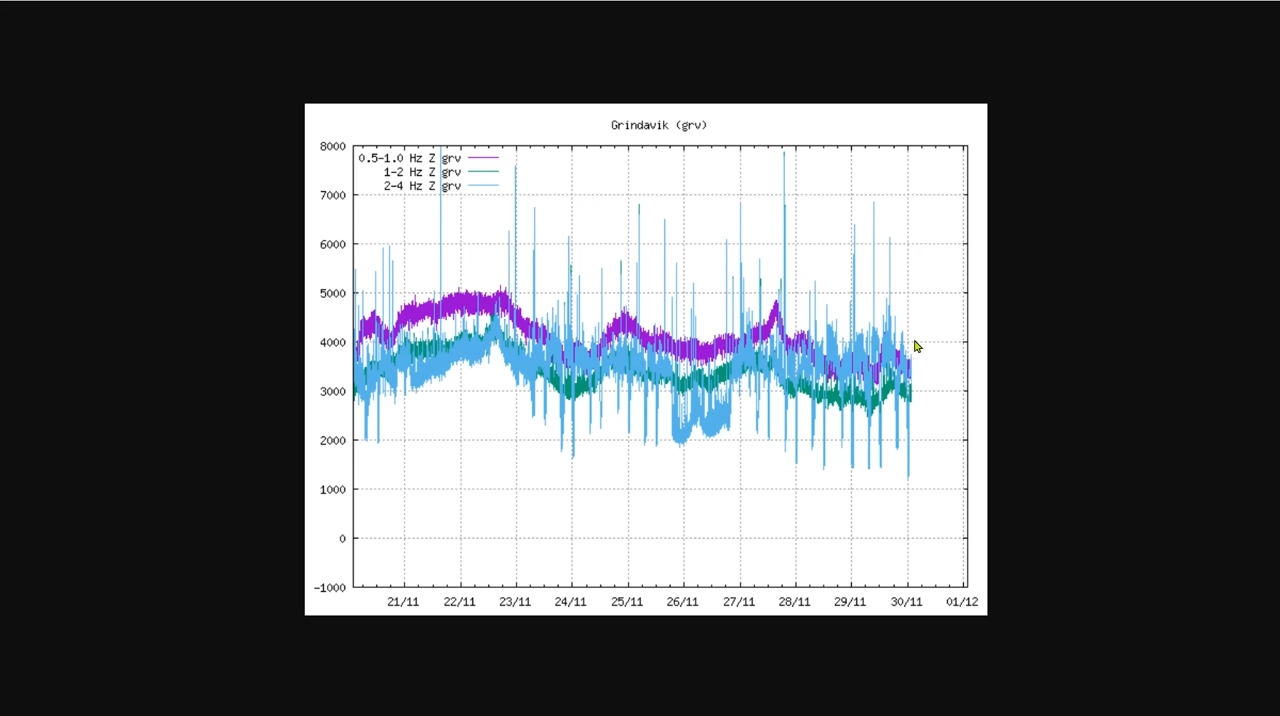 Grindavik (grv)
0.5-1.0 Hz Z grv
1-2 Hz Z grv
2-4 Hz Z grv
8000
7000
6000
5000
4000
3000
2000
1000
0
-1000
21/11 22/11 23/11 24/11 25/11 26/11 27/11 28/11 29/11 30/11 01/12